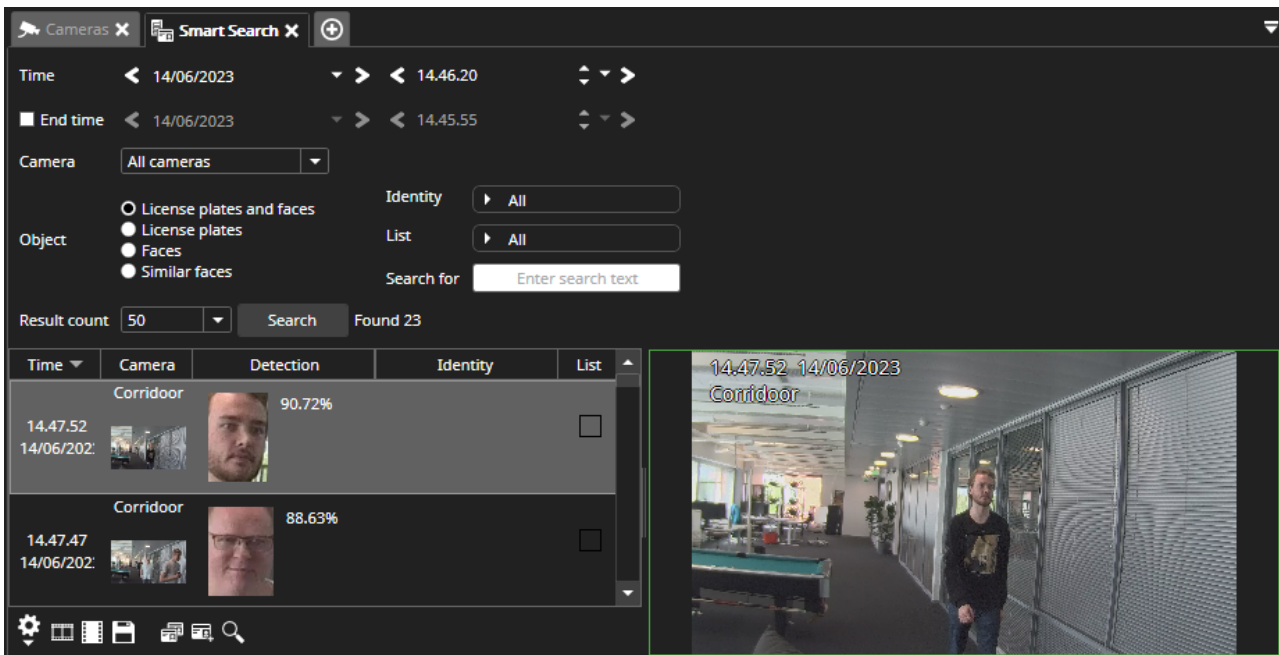 Cameras Smart Search
Time 14/06/2023 14.46.20
End time 14/06/2023 14.45.55
Camera All cameras
Object
License plates and faces
License plates
Faces
Similar faces
Identity All
List All
Search for Enter search text
Result count 50 Search Found 23
Time Camera Detection Identity List
Corridoor
14.47.52
14/06/202
90.72%
Corridoor
14.47.47
14/06/202
88.63%
14.47.52 14/06/2023
Corridoor